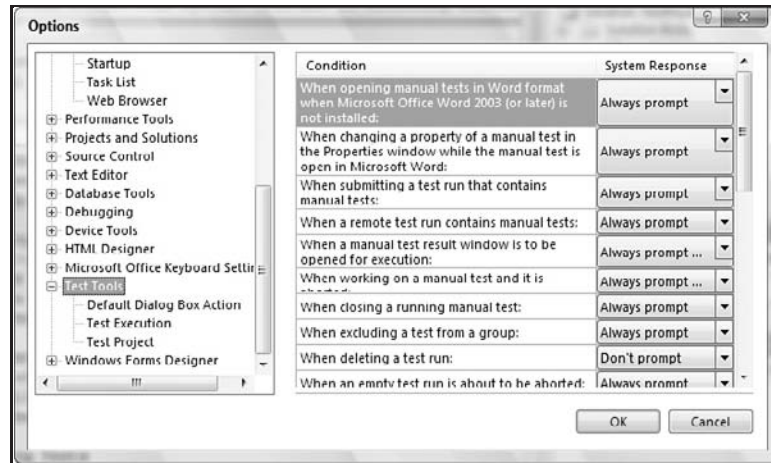 Options
Startup
Task List
Web Browser
Performance Tools
Projects and Solutions
Source Control
Text Editor
Database Tools
Debugging
Device Tools
HTML Designer
Microsoft Office Keyboard Settir
Test Tools
Default Dialog Box Action
Test Execution
Test Project
Windows Forms Designer
Condition System Response
When opening manual tests in Word format
when Microsoft Office Word 2003 (or later) is
not installed:
Always prompt
When changing a property of a manual test in
the Properties window while the manual test is
open in Microsoft Word:
Always prompt
When submitting a test run that contains
manual tests:
Always prompt
When a remote test run contains manual tests: Always prompt
When a manual test result window is to be
opened for execution:
Always prompt ...
When working on a manual test and it is
Always prompt ...
When closing a running manual test: Always prompt
When excluding a test from a group: Always prompt
When deleting a test run: Don't prompt
When an empty test run is about to be aborted: Always prompt
OK Cancel